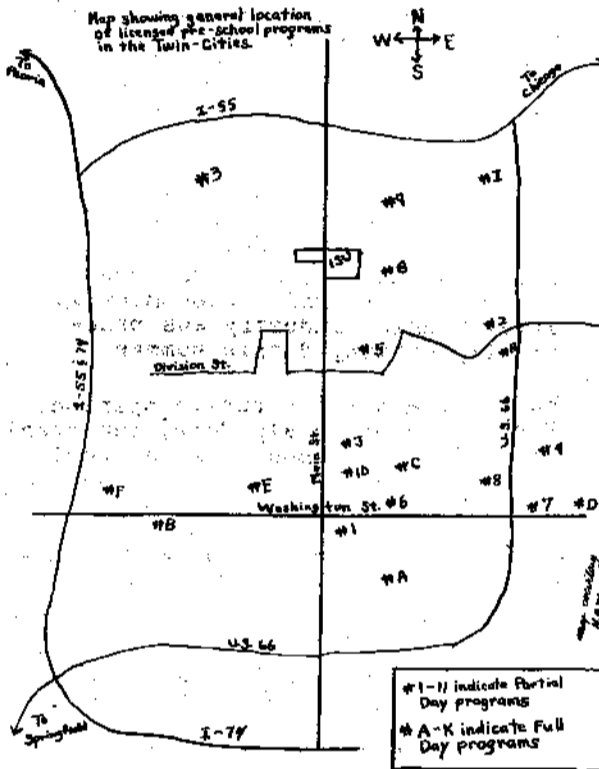 Map showing general location
of licensed pre-school programs
in the Twin-Cities
N
W E
S
To
Peoria
To
Chicago
I-55
#3
#I
#9
ISU
#8
#2
#5
Division St.
I-55 & 74
U.S. 66
Main St.
#3
#10
#C
#4
#8
#F
#E
Washington St.
#6
#7
#D
#B
#1
#A
U.S. 66
To
Springfield
I-74
#1-11 indicate Partial
Day programs
# A-K indicate Full
Day programs